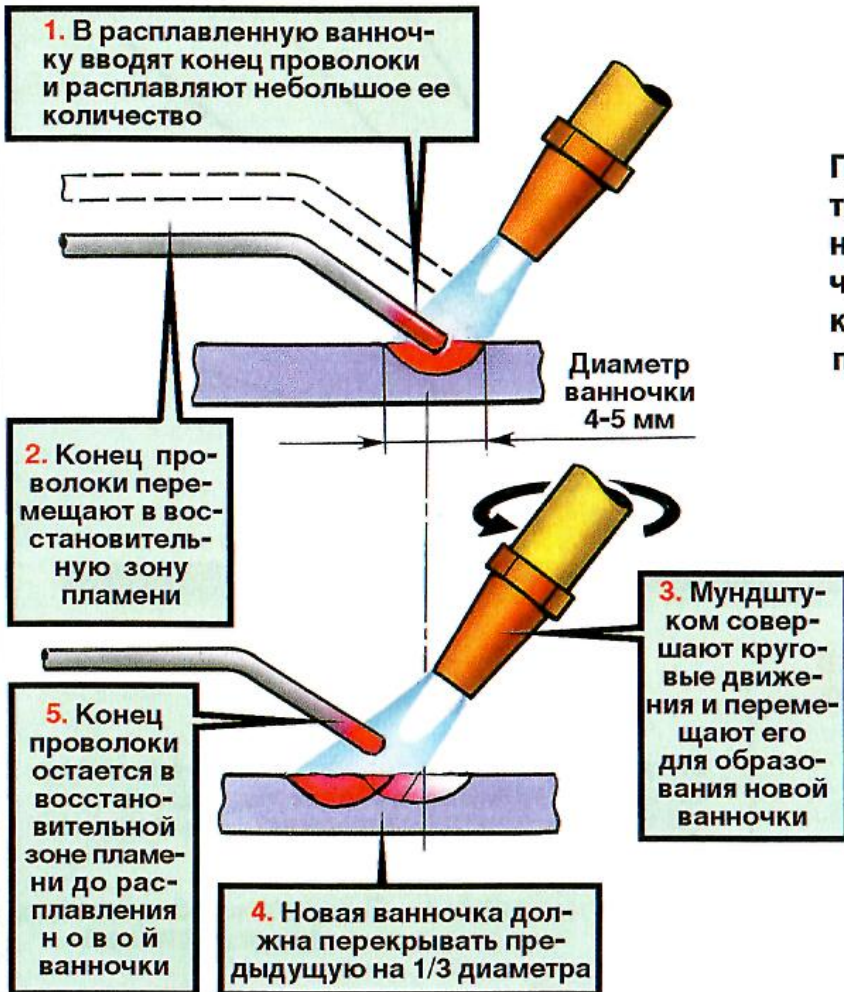 1. В расплавленную ванноч-
ку вводят конец проволоки
и расплавляют небольшое ее
количество
Диаметр
ванночки
4-5 мм
2. Конец про-
волоки пере-
мещают в вос-
становитель-
ную зону
пламени
3. Мундшту-
ком совер-
шают круго-
вые движе-
ния и переме-
щают его
для образо-
вания новой
ванночки
5. Конец
проволоки
остается в
восстано-
вительной
зоне пламе-
ни до рас-
плавления
новой
ванночки
4. Новая ванночка дол-
жна перекрывать пре-
дыдущую на 1/3 диаметра